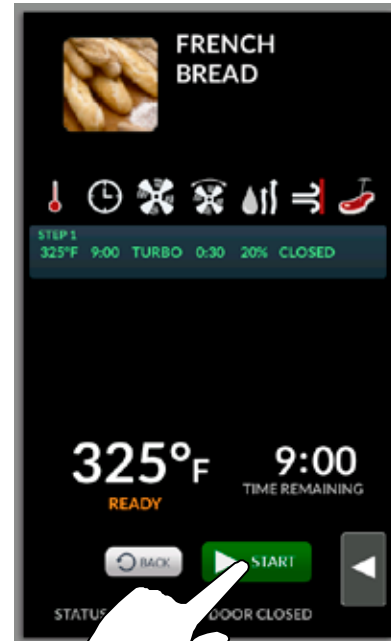 FRENCH
BREAD
STEP 1
325°F 9:00 TURBO 0:30 20% CLOSED
325°F 9:00
READY TIME REMAINING
BACK START
STATUS DOOR CLOSED